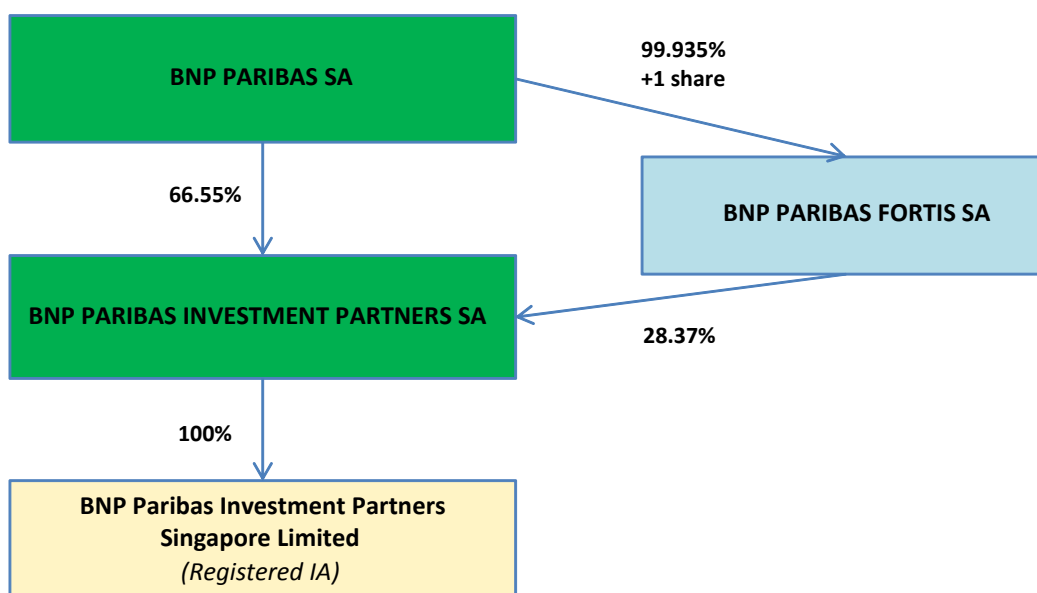 BNP PARIBAS SA
99.935%
+1 share
66.55%
BNP PARIBAS FORTIS SA
BNP PARIBAS INVESTMENT PARTNERS SA
28.37%
100%
BNP Paribas Investment Partners
Singapore Limited
(Registered IA)